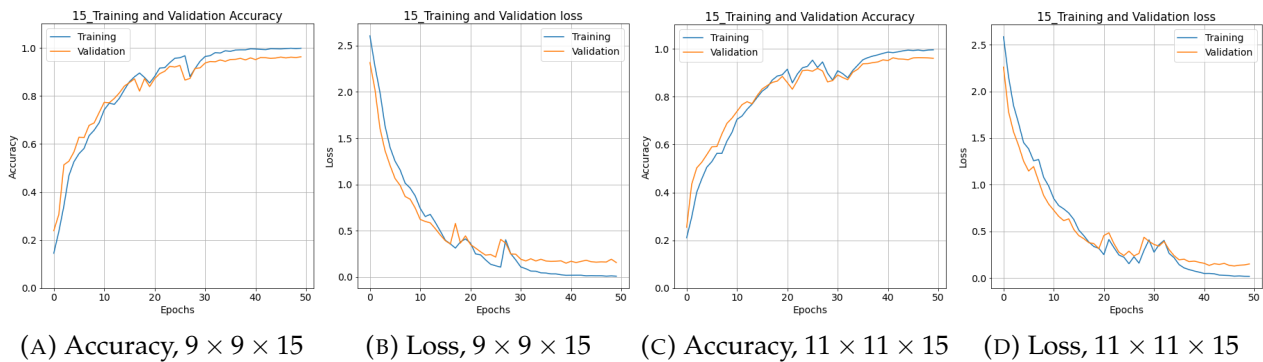 15_Training and Validation Accuracy
Training
Validation
Accuracy
1.0
0.8
0.6
0.4
0.2
0.0
0 10 20 30 40 50
Epochs
(A) Accuracy, 9 × 9 × 15
15_Training and Validation loss
Training
Validation
Loss
2.5
2.0
1.5
1.0
0.5
0.0
0 10 20 30 40 50
Epochs
(B) Loss, 9 × 9 × 15
15_Training and Validation Accuracy
Training
Validation
Accuracy
1.0
0.8
0.6
0.4
0.2
0.0
0 10 20 30 40 50
Epochs
(C) Accuracy, 11 × 11 × 15
15_Training and Validation loss
Training
Validation
Loss
2.5
2.0
1.5
1.0
0.5
0.0
0 10 20 30 40 50
Epochs
(D) Loss, 11 × 11 × 15